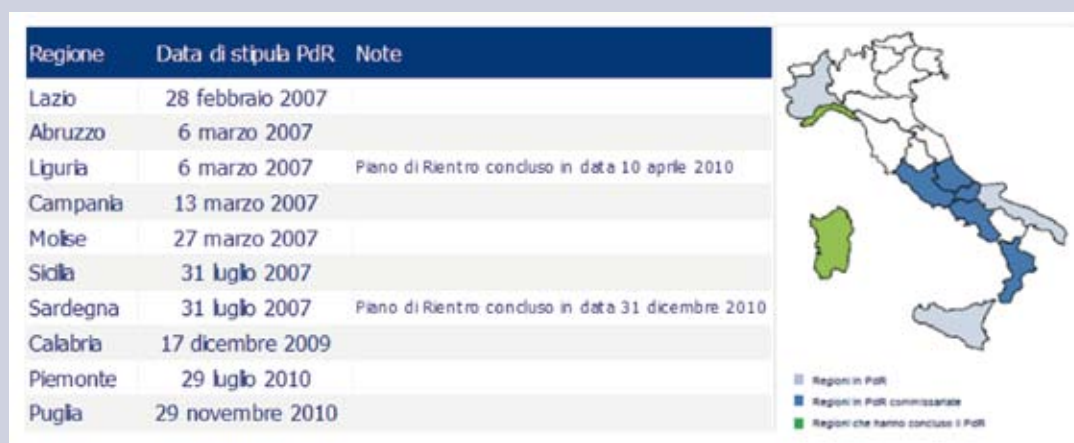 Regione Data di stipula PdR Note
Lazio 28 febbraio 2007
Abruzzo 6 marzo 2007
Liguria 6 marzo 2007 Piano di Rientro concluso in data 10 aprile 2010
Campania 13 marzo 2007
Molise 27 marzo 2007
Sicilia 31 luglio 2007
Sardegna 31 luglio 2007 Piano di Rientro concluso in data 31 dicembre 2010
Calabria 17 dicembre 2009
Piemonte 29 luglio 2010
Puglia 29 novembre 2010
Regioni in PdR
Regioni in PdR commissariate
Regioni che hanno concluso il PdR